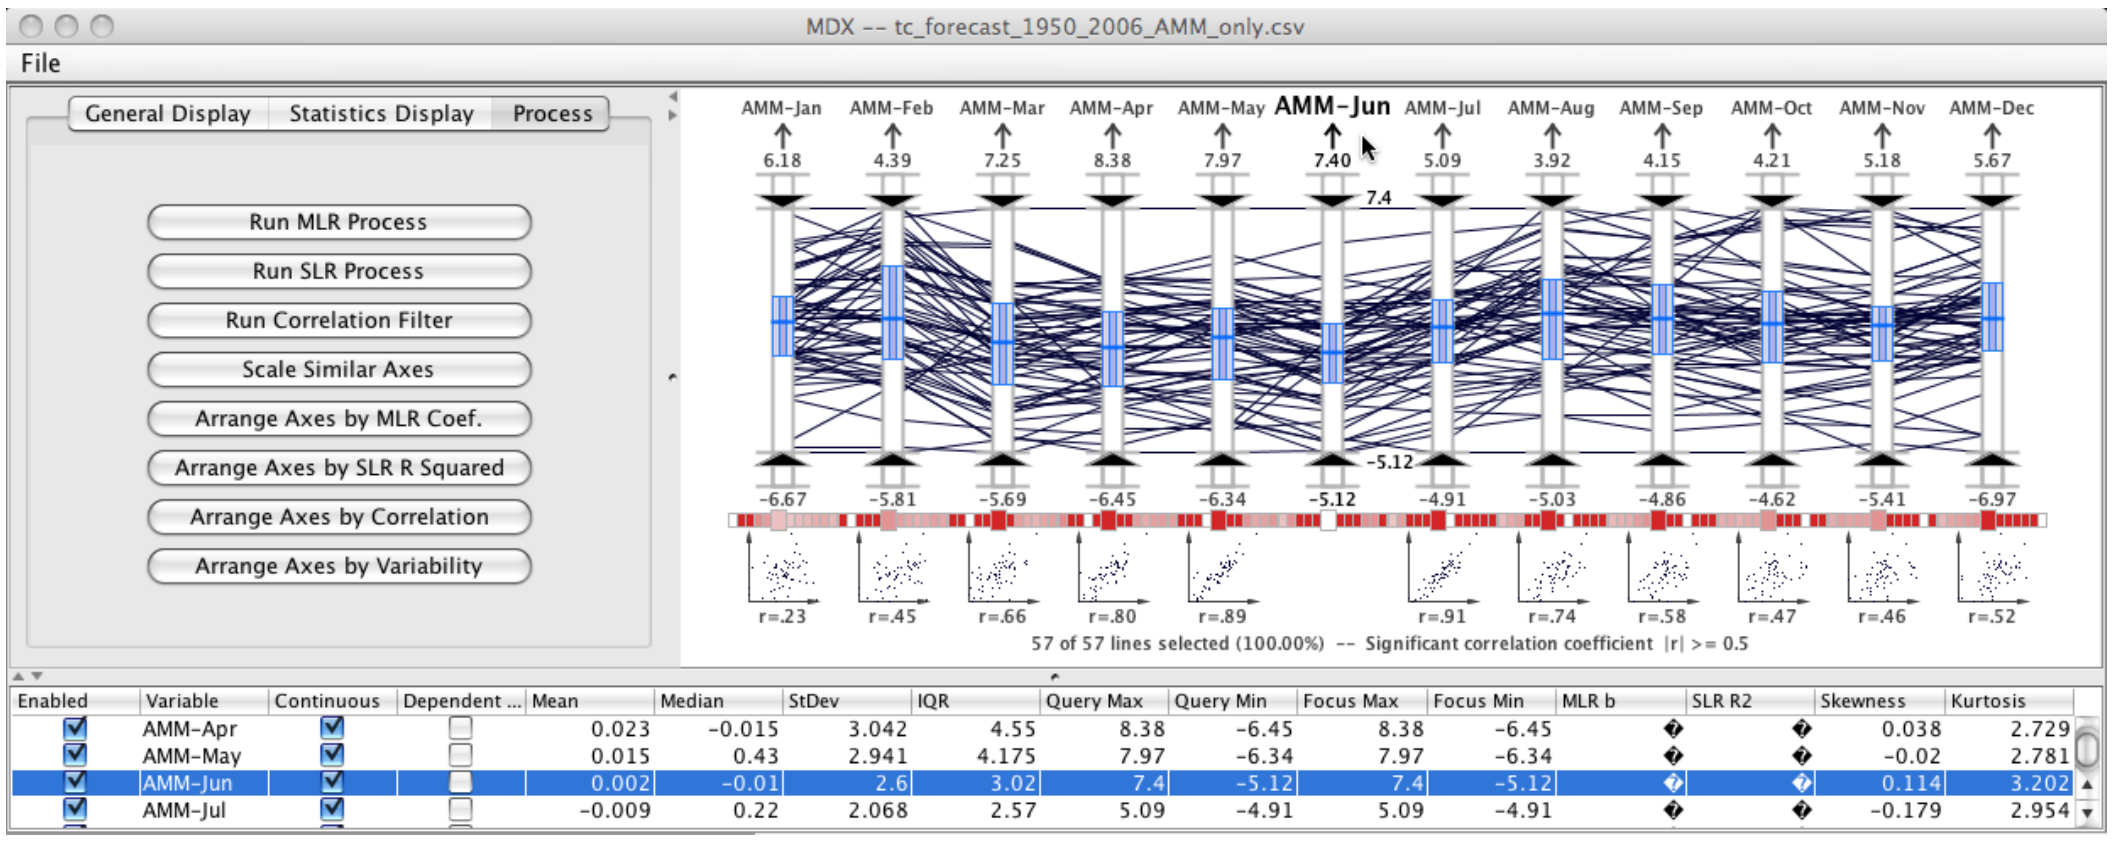 MDX -- tc_forecast_1950_2006_AMM_only.csv
File
General Display Statistics Display Process
Run MLR Process
Run SLR Process
Run Correlation Filter
Scale Similar Axes
Arrange Axes by MLR Coef.
Arrange Axes by SLR R Squared
Arrange Axes by Correlation
Arrange Axes by Variability
AMM-Jan AMM-Feb AMM-Mar AMM-Apr AMM-May AMM-Jun AMM-Jul AMM-Aug AMM-Sep AMM-Oct AMM-Nov AMM-Dec
6.18 4.39 7.25 8.38 7.97 7.40 5.09 3.92 4.15 4.21 5.18 5.67
7.4
-5.12
-6.67 -5.81 -5.69 -6.45 -6.34 -5.12 -4.91 -5.03 -4.86 -4.62 -5.41 -6.97
r=.23 r=.45 r=.66 r=.80 r=.89 r=.91 r=.74 r=.58 r=.47 r=.46 r=.52
57 of 57 lines selected (100.00%) -- Significant correlation coefficient |r| >= 0.5
Enabled Variable Continuous Dependent ... Mean Median StDev IQR Query Max Query Min Focus Max Focus Min MLR b SLR R2 Skewness Kurtosis
AMM-Apr 0.023 -0.015 3.042 4.55 8.38 -6.45 8.38 -6.45 � � 0.038 2.729
AMM-May 0.015 0.43 2.941 4.175 7.97 -6.34 7.97 -6.34 � � -0.02 2.781
AMM-Jun 0.002 -0.01 2.6 3.02 7.4 -5.12 7.4 -5.12 � � 0.114 3.202
AMM-Jul -0.009 0.22 2.068 2.57 5.09 -4.91 5.09 -4.91 � � -0.179 2.954